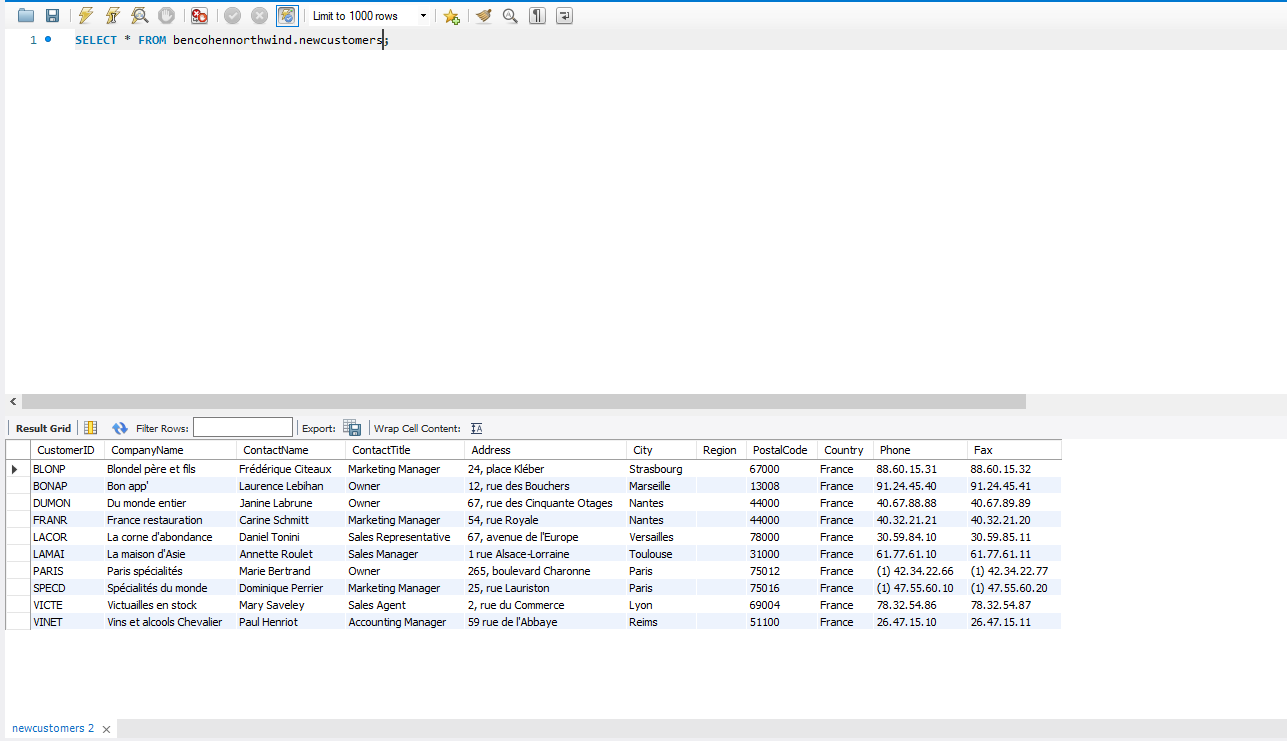 Limit to 1000 rows
1 SELECT * FROM bencohennorthwind.newcustomers;
Result Grid Filter Rows: Export: Wrap Cell Content:
CustomerID CompanyName ContactName ContactTitle Address City Region PostalCode Country Phone Fax
BLONP Blondel père et fils Frédérique Citeaux Marketing Manager 24, place Kléber Strasbourg 67000 France 88.60.15.31 88.60.15.32
BONAP Bon app' Laurence Lebihan Owner 12, rue des Bouchers Marseille 13008 France 91.24.45.40 91.24.45.41
DUMON Du monde entier Janine Labrune Owner 67, rue des Cinquante Otages Nantes 44000 France 40.67.88.88 40.67.89.89
FRANR France restauration Carine Schmitt Marketing Manager 54, rue Royale Nantes 44000 France 40.32.21.21 40.32.21.20
LACOR La corne d'abondance Daniel Tonini Sales Representative 67, avenue de l'Europe Versailles 78000 France 30.59.84.10 30.59.85.11
LAMAI La maison d'Asie Annette Roulet Sales Manager 1 rue Alsace-Lorraine Toulouse 31000 France 61.77.61.10 61.77.61.11
PARIS Paris spécialités Marie Bertrand Owner 265, boulevard Charonne Paris 75012 France (1) 42.34.22.66 (1) 42.34.22.77
SPECD Spécialités du monde Dominique Perrier Marketing Manager 25, rue Lauriston Paris 75016 France (1) 47.55.60.10 (1) 47.55.60.20
VICTE Victuailles en stock Mary Saveley Sales Agent 2, rue du Commerce Lyon 69004 France 78.32.54.86 78.32.54.87
VINET Vins et alcools Chevalier Paul Henriot Accounting Manager 59 rue de l'Abbaye Reims 51100 France 26.47.15.10 26.47.15.11
newcustomers 2